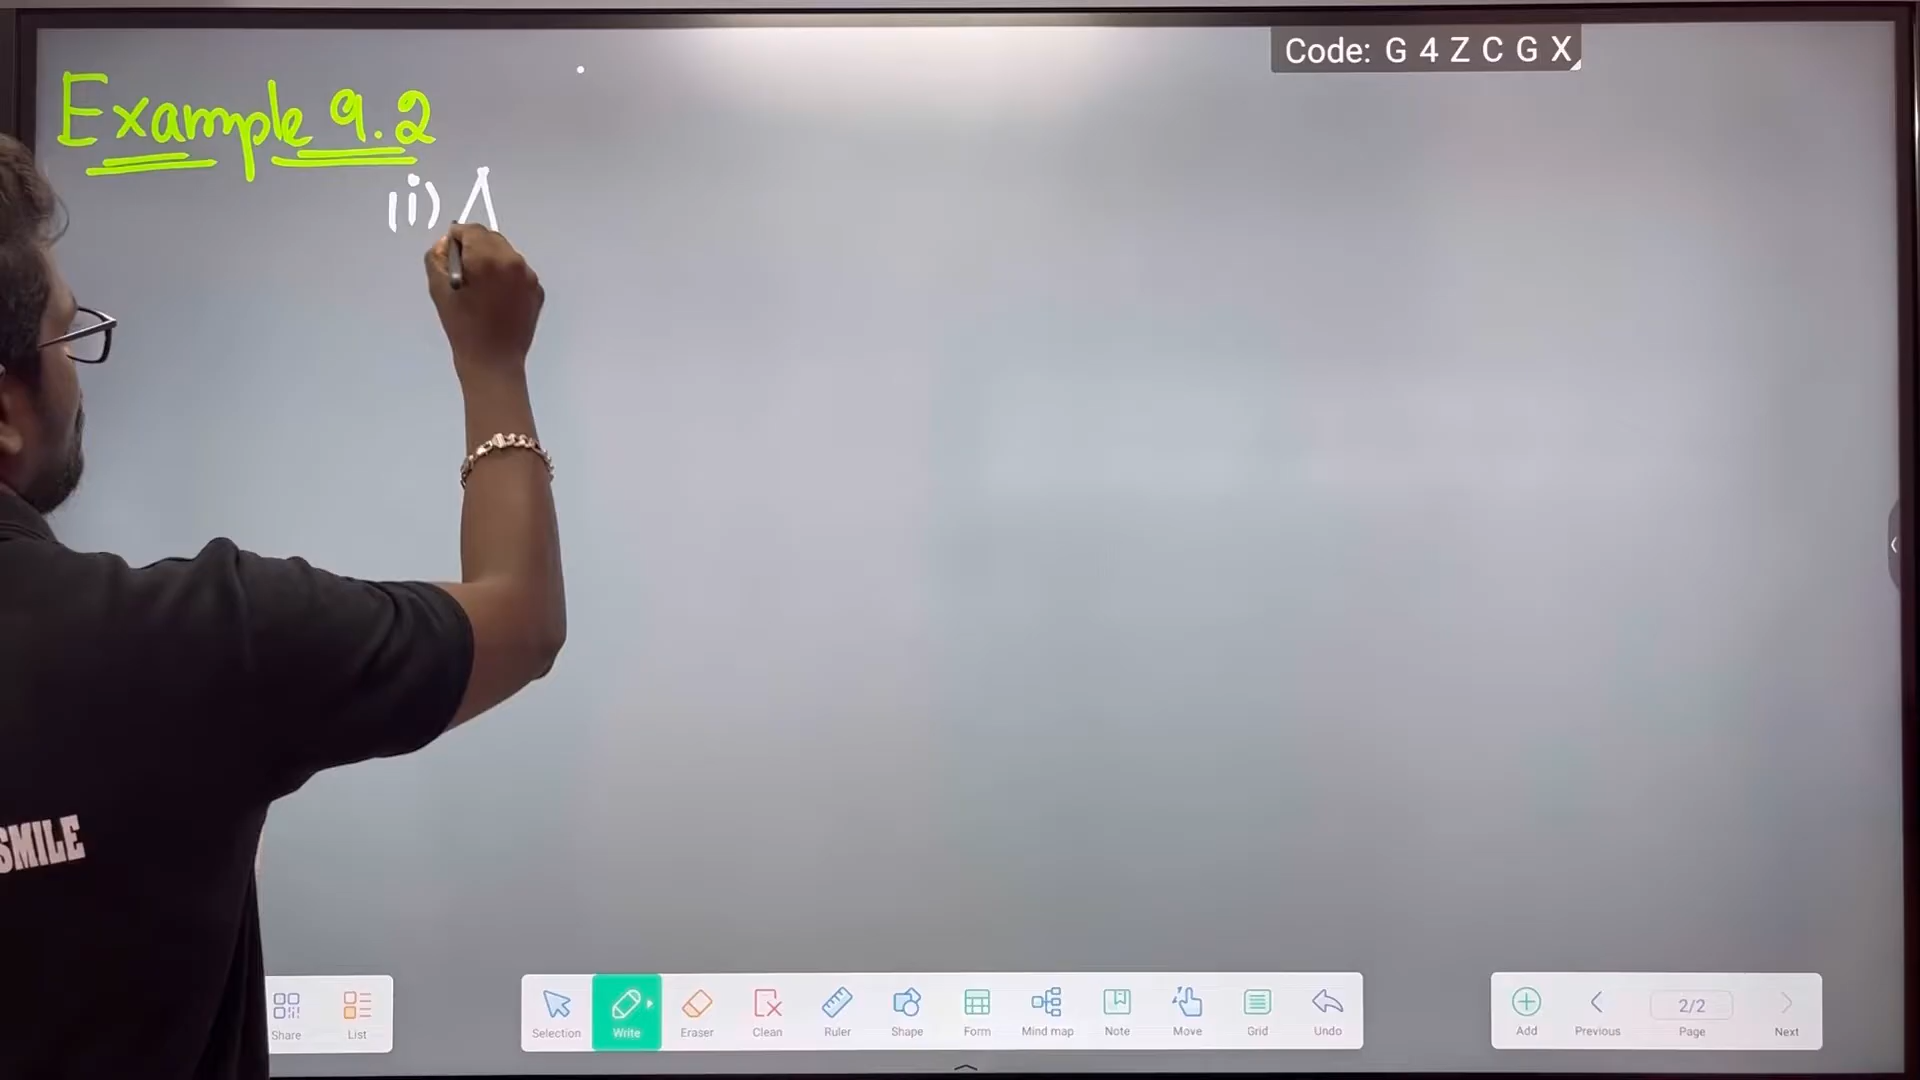 Code: G 4 Z C G X
Example 9.2
(i) A
SMILE
Share
List
Selection
Write
Eraser
Clean
Ruler
Shape
Form
Mind map
Note
Move
Grid
Undo
Add
Previous
2/2
Page
Next